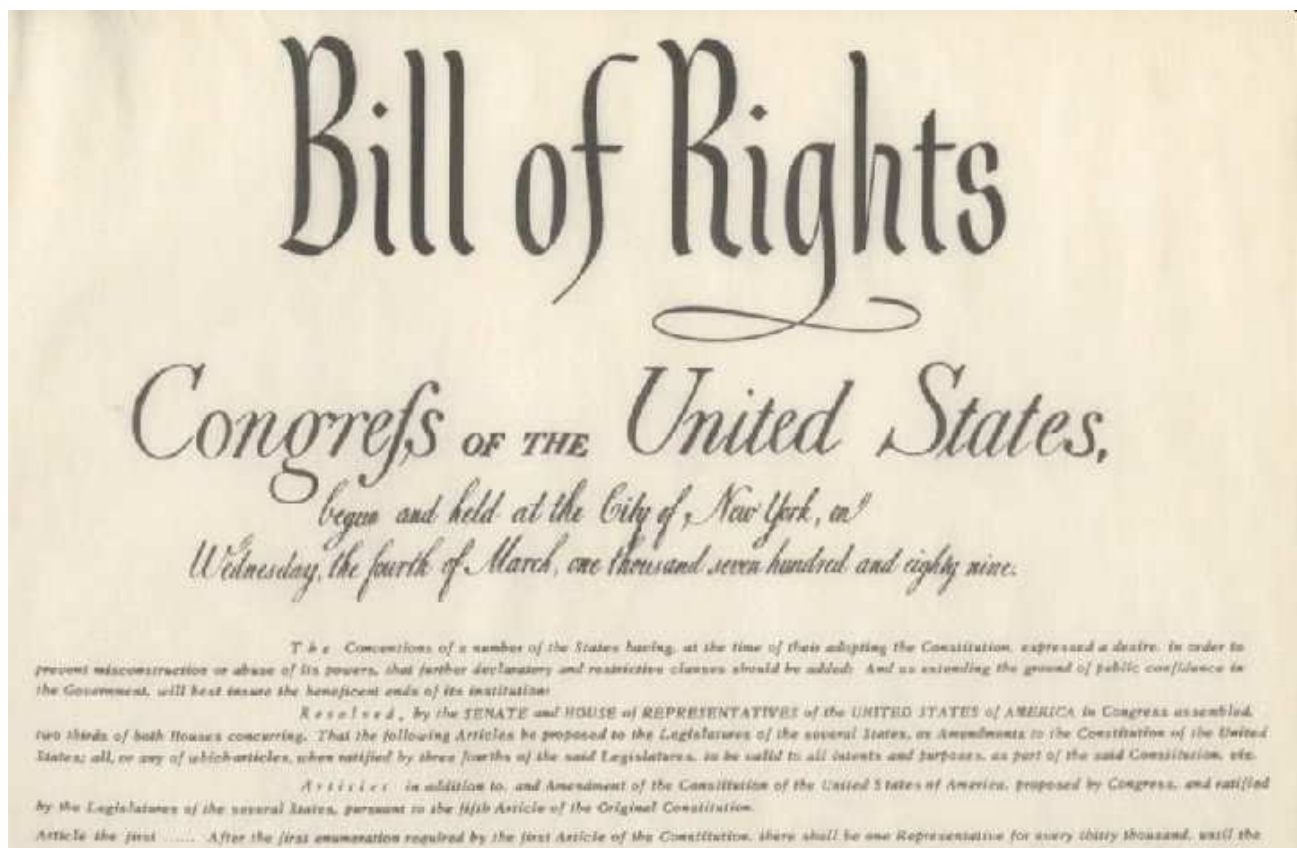 Bill of Rights
Congreſs OF THE United States,
begun and held at the City of New York, on
Wednesday, the fourth of March, one thousand seven hundred and eighty nine.
The Conventions of a number of the States having, at the time of their adopting the Constitution, expressed a desire, in order to
prevent misconstruction or abuse of its powers, that further declaratory and restrictive clauses should be added: And as extending the ground of public confidence in
the Government, will best insure the beneficent ends of its institution:
Resolved, by the SENATE and HOUSE of REPRESENTATIVES of the UNITED STATES of AMERICA in Congress assembled,
two thirds of both Houses concurring. That the following Articles be proposed to the Legislatures of the several States, as Amendments to the Constitution of the United
States; all, or any of which articles, when ratified by three fourths of the said Legislatures, to be valid to all intents and purposes, as part of the said Constitution, viz.
Articles in addition to, and Amendment of the Constitution of the United States of America, proposed by Congress, and ratified
by the Legislatures of the several States, pursuant to the fifth Article of the Original Constitution.
Article the first ...... After the first enumeration required by the first Article of the Constitution, there shall be one Representative for every thirty thousand, until the